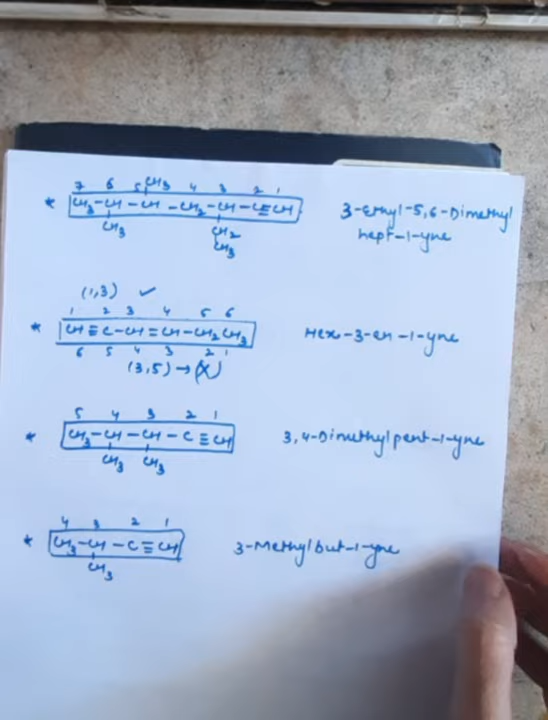 7 6 5 CH3 4 3 2 1
* CH3-CH-CH-CH2-CH-C≡CH 3-Ethyl-5,6-Dimethyl
CH3 CH2 hept-1-yne
CH3
(1,3) ✓
1 2 3 4 5 6
* CH≡C-CH=CH-CH2CH3 Hex-3-en-1-yne
6 5 4 3 2 1
(3,5)→(X)
5 4 3 2 1
* CH3-CH-CH-C≡CH 3,4-Dimethylpent-1-yne
CH3 CH3
4 3 2 1
* CH3-CH-C≡CH 3-Methylbut-1-yne
CH3